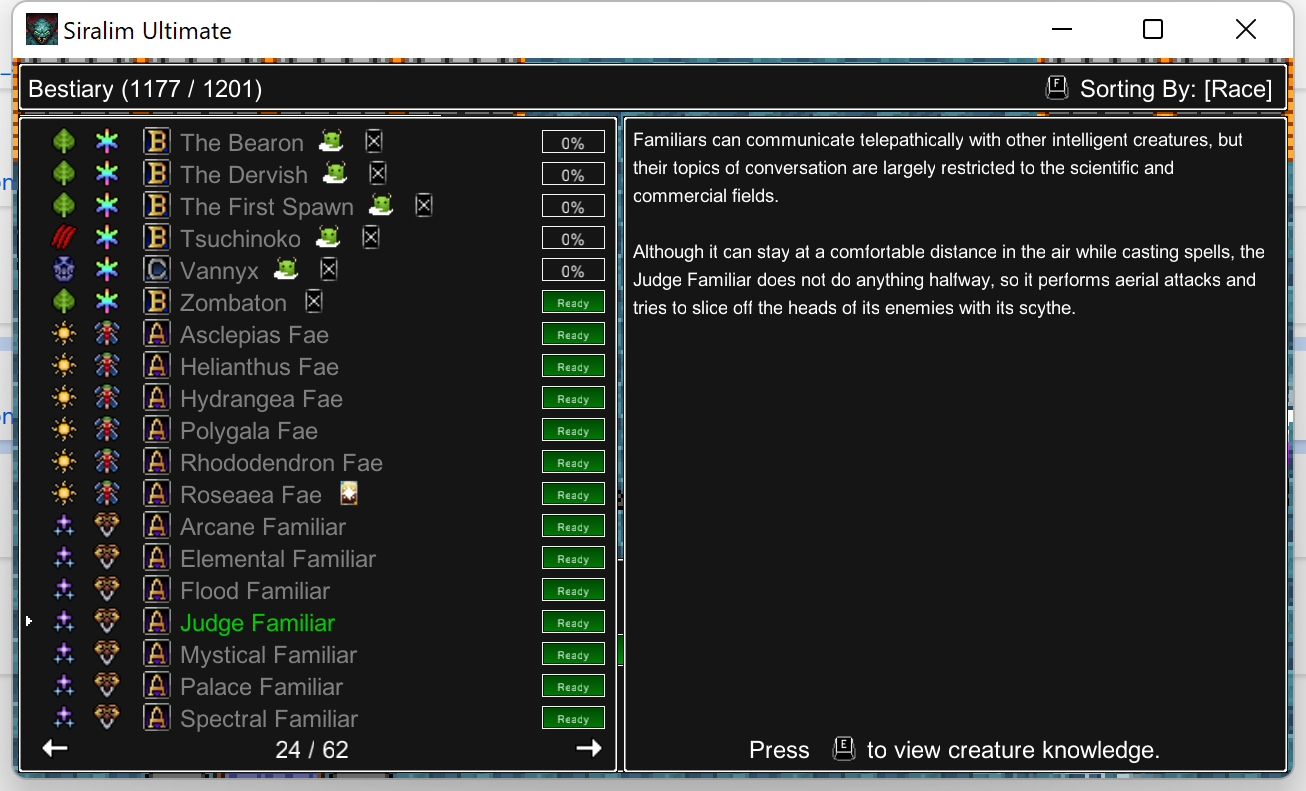 Siralim Ultimate
Bestiary (1177 / 1201)
F Sorting By: [Race]
B The Bearon 0%
B The Dervish 0%
B The First Spawn 0%
B Tsuchinoko 0%
C Vannyx 0%
B Zombaton Ready
A Asclepias Fae Ready
A Helianthus Fae Ready
A Hydrangea Fae Ready
A Polygala Fae Ready
A Rhododendron Fae Ready
A Roseaea Fae Ready
A Arcane Familiar Ready
A Elemental Familiar Ready
A Flood Familiar Ready
A Judge Familiar Ready
A Mystical Familiar Ready
A Palace Familiar Ready
A Spectral Familiar Ready
24 / 62
Familiars can communicate telepathically with other intelligent creatures, but
their topics of conversation are largely restricted to the scientific and
commercial fields.
Although it can stay at a comfortable distance in the air while casting spells, the
Judge Familiar does not do anything halfway, so it performs aerial attacks and
tries to slice off the heads of its enemies with its scythe.
Press E to view creature knowledge.